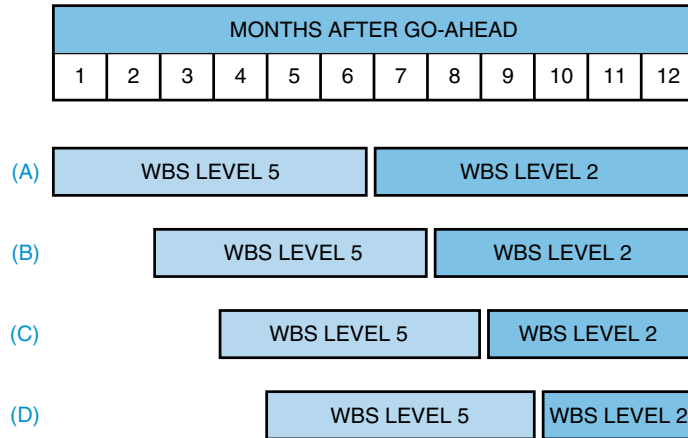 MONTHS AFTER GO-AHEAD
1 2 3 4 5 6 7 8 9 10 11 12
(A) WBS LEVEL 5 WBS LEVEL 2
(B) WBS LEVEL 5 WBS LEVEL 2
(C) WBS LEVEL 5 WBS LEVEL 2
(D) WBS LEVEL 5 WBS LEVEL 2